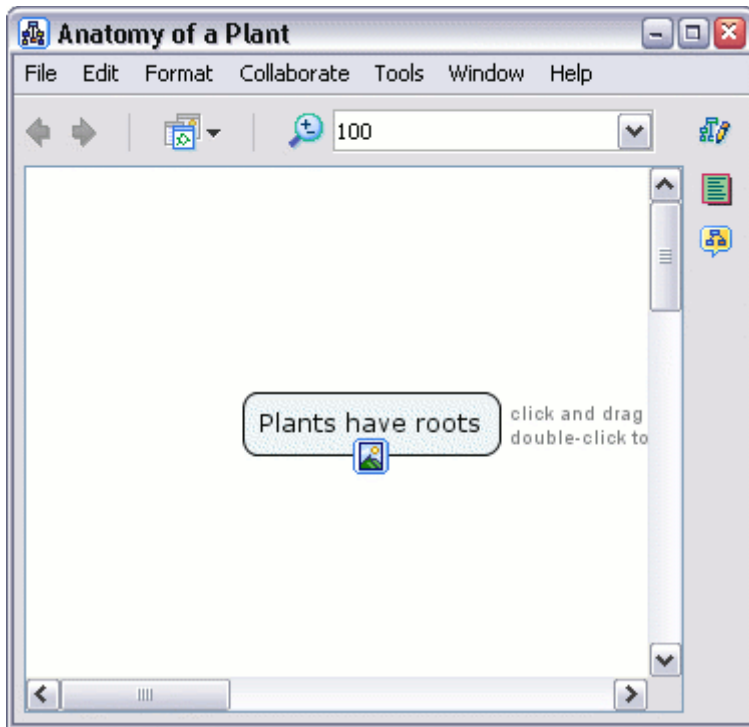 Anatomy of a Plant
File Edit Format Collaborate Tools Window Help
100
Plants have roots
click and drag
double-click to